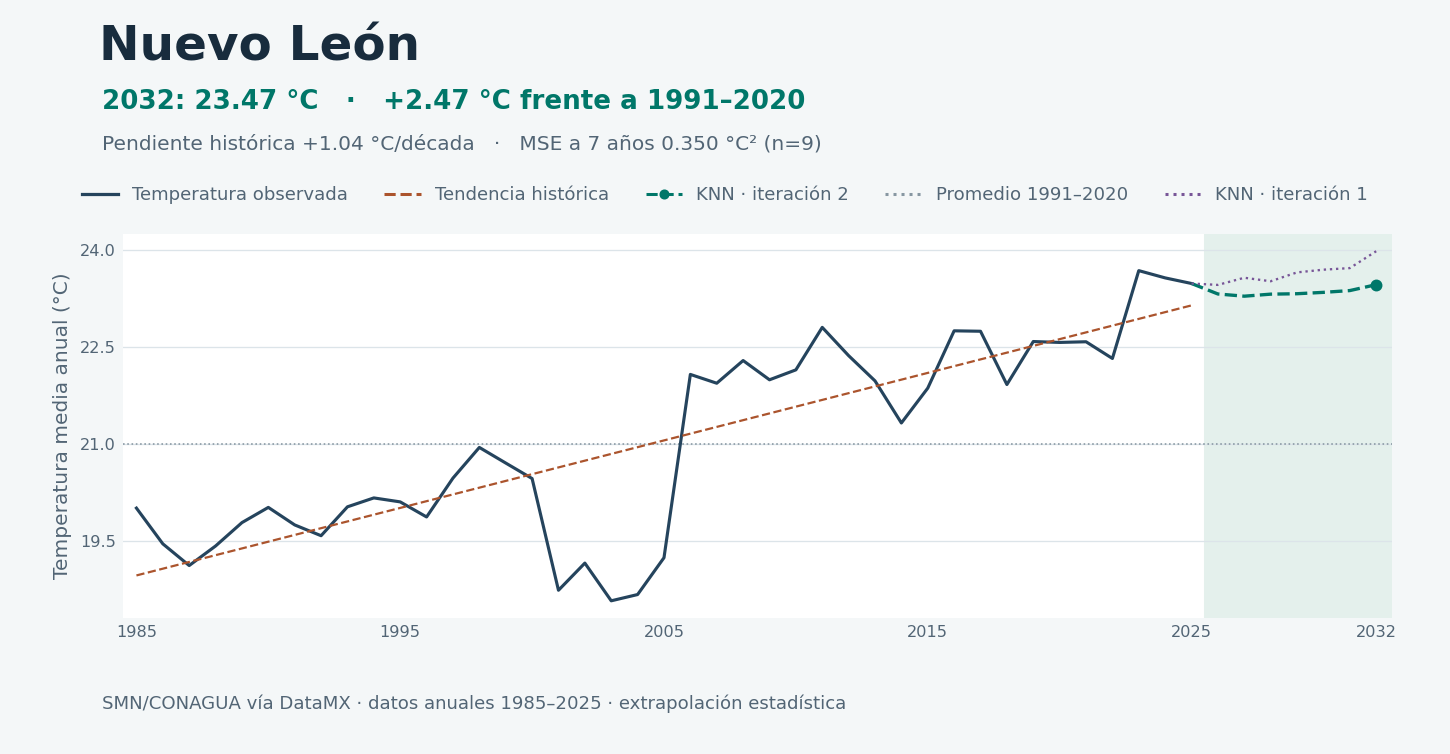 Nuevo León
2032: 23.47 °C · +2.47 °C frente a 1991–2020
Pendiente histórica +1.04 °C/década · MSE a 7 años 0.350 °C² (n=9)
Temperatura observada Tendencia histórica KNN · iteración 2 Promedio 1991–2020 KNN · iteración 1
Temperatura media anual (°C)
24.0
22.5
21.0
19.5
1985 1995 2005 2015 2025 2032
SMN/CONAGUA vía DataMX · datos anuales 1985–2025 · extrapolación estadística